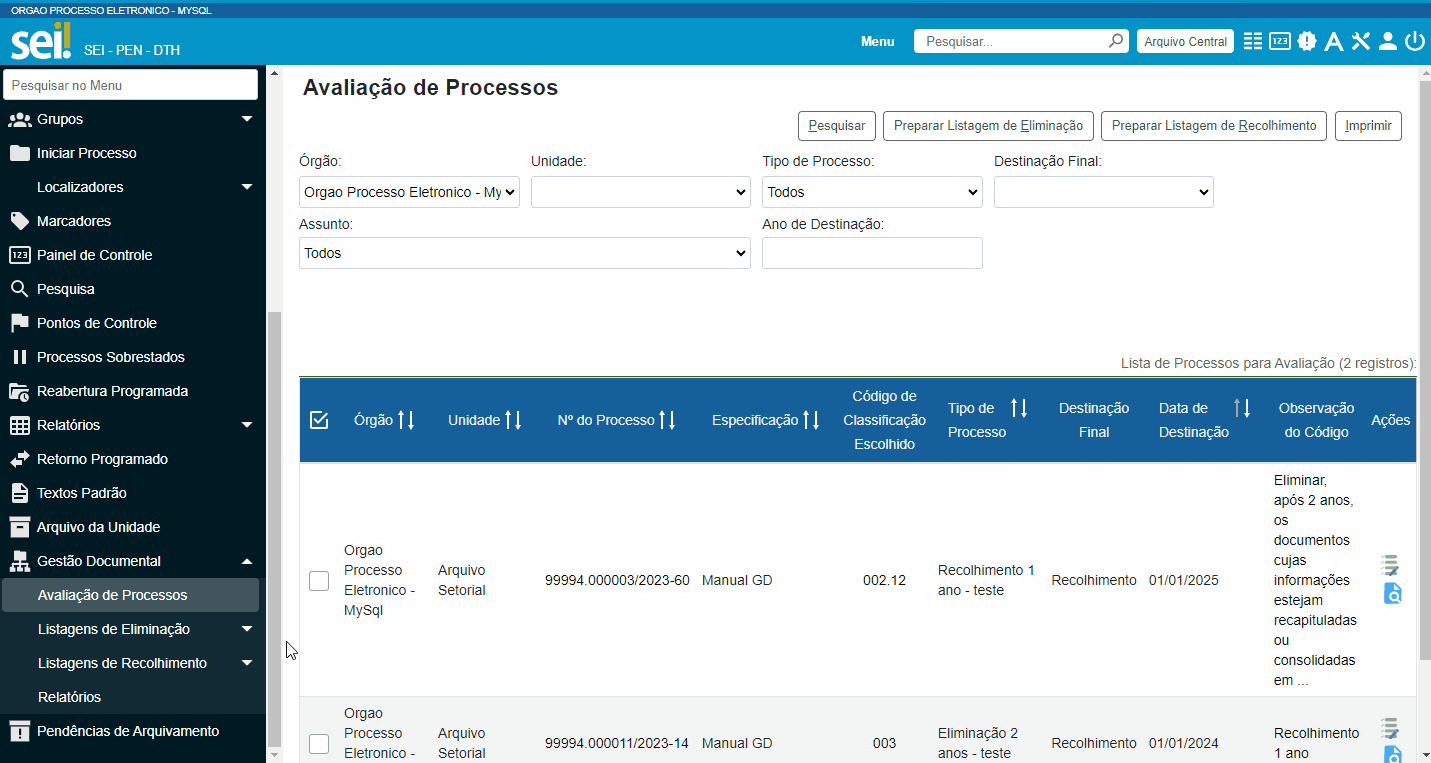 ORGAO PROCESSO ELETRONICO - MYSQL
sei!
SEI - PEN - DTH
Menu
Pesquisar...
Arquivo Central
123
Pesquisar no Menu
Grupos
Iniciar Processo
Localizadores
Marcadores
123
Painel de Controle
Pesquisa
Pontos de Controle
Processos Sobrestados
Reabertura Programada
Relatórios
Retorno Programado
Textos Padrão
Arquivo da Unidade
Gestão Documental
Avaliação de Processos
Listagens de Eliminação
Listagens de Recolhimento
Relatórios
Pendências de Arquivamento
Avaliação de Processos
Pesquisar
Preparar Listagem de Eliminação
Preparar Listagem de Recolhimento
Imprimir
Órgão:
Unidade:
Tipo de Processo:
Destinação Final:
Orgao Processo Eletronico - My
Todos
Assunto:
Ano de Destinação:
Todos
Lista de Processos para Avaliação (2 registros):
Órgão
Unidade
Nº do Processo
Especificação
Código de
Classificação
Escolhido
Tipo de
Processo
Destinação
Final
Data de
Destinação
Observação
do Código
Ações
Orgao
Processo
Eletronico -
MySql
Arquivo
Setorial
99994.000003/2023-60
Manual GD
002.12
Recolhimento 1
ano - teste
Recolhimento
01/01/2025
Eliminar,
após 2 anos,
os
documentos
cujas
informações
estejam
recapituladas
ou
consolidadas
em ...
Orgao
Processo
Eletronico -
Arquivo
Setorial
99994.000011/2023-14
Manual GD
003
Eliminação 2
anos - teste
Recolhimento
01/01/2024
Recolhimento
1 ano